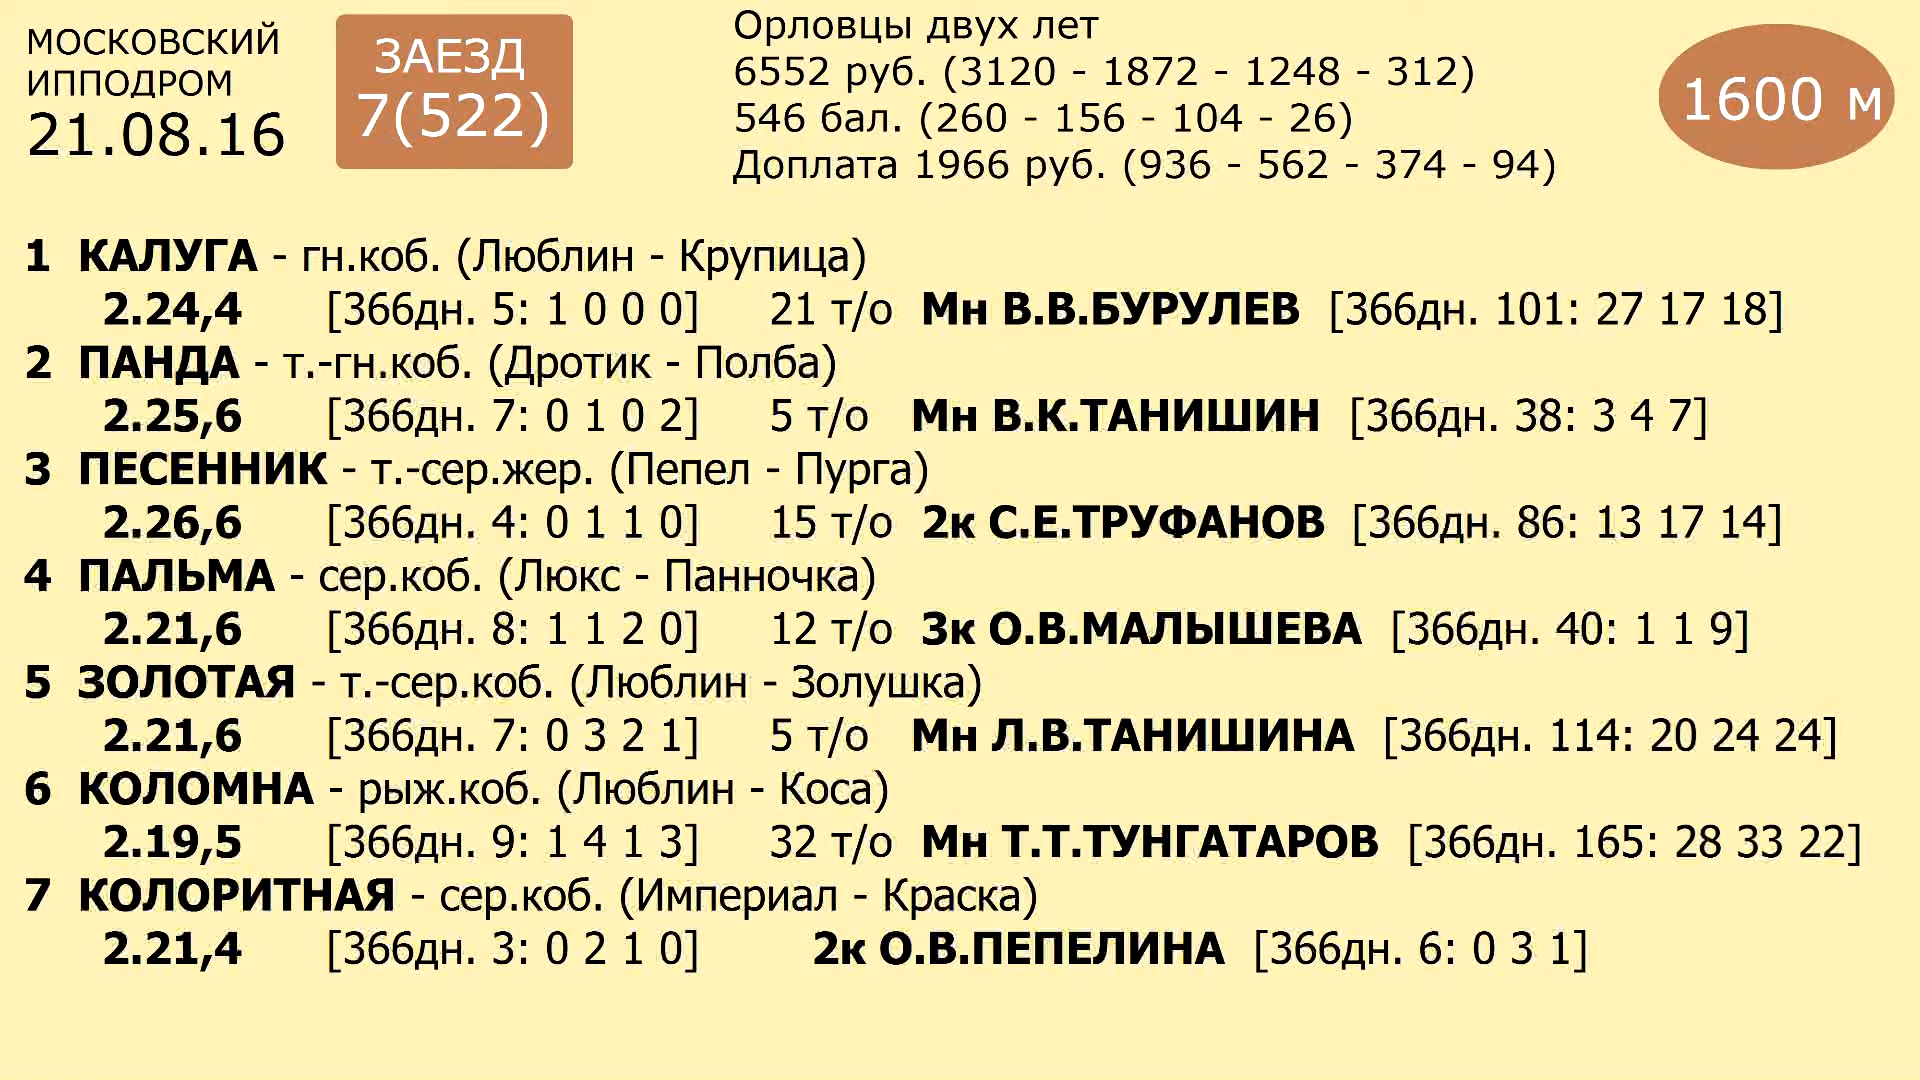 МОСКОВСКИЙ
ИППОДРОМ
21.08.16
ЗАЕЗД
7(522)
Орловцы двух лет
6552 руб. (3120 - 1872 - 1248 - 312)
546 бал. (260 - 156 - 104 - 26)
Доплата 1966 руб. (936 - 562 - 374 - 94)
1600 м
1 КАЛУГА - гн.коб. (Люблин - Крупица)
2.24,4 [366дн. 5: 1 0 0 0] 21 т/о Мн В.В.БУРУЛЕВ [366дн. 101: 27 17 18]
2 ПАНДА - т.-гн.коб. (Дротик - Полба)
2.25,6 [366дн. 7: 0 1 0 2] 5 т/о Мн В.К.ТАНИШИН [366дн. 38: 3 4 7]
3 ПЕСЕННИК - т.-сер.жер. (Пепел - Пурга)
2.26,6 [366дн. 4: 0 1 1 0] 15 т/о 2к С.Е.ТРУФАНОВ [366дн. 86: 13 17 14]
4 ПАЛЬМА - сер.коб. (Люкс - Панночка)
2.21,6 [366дн. 8: 1 1 2 0] 12 т/о 3к О.В.МАЛЫШЕВА [366дн. 40: 1 1 9]
5 ЗОЛОТАЯ - т.-сер.коб. (Люблин - Золушка)
2.21,6 [366дн. 7: 0 3 2 1] 5 т/о Мн Л.В.ТАНИШИНА [366дн. 114: 20 24 24]
6 КОЛОМНА - рыж.коб. (Люблин - Коса)
2.19,5 [366дн. 9: 1 4 1 3] 32 т/о Мн Т.Т.ТУНГАТАРОВ [366дн. 165: 28 33 22]
7 КОЛОРИТНАЯ - сер.коб. (Империал - Краска)
2.21,4 [366дн. 3: 0 2 1 0] 2к О.В.ПЕПЕЛИНА [366дн. 6: 0 3 1]